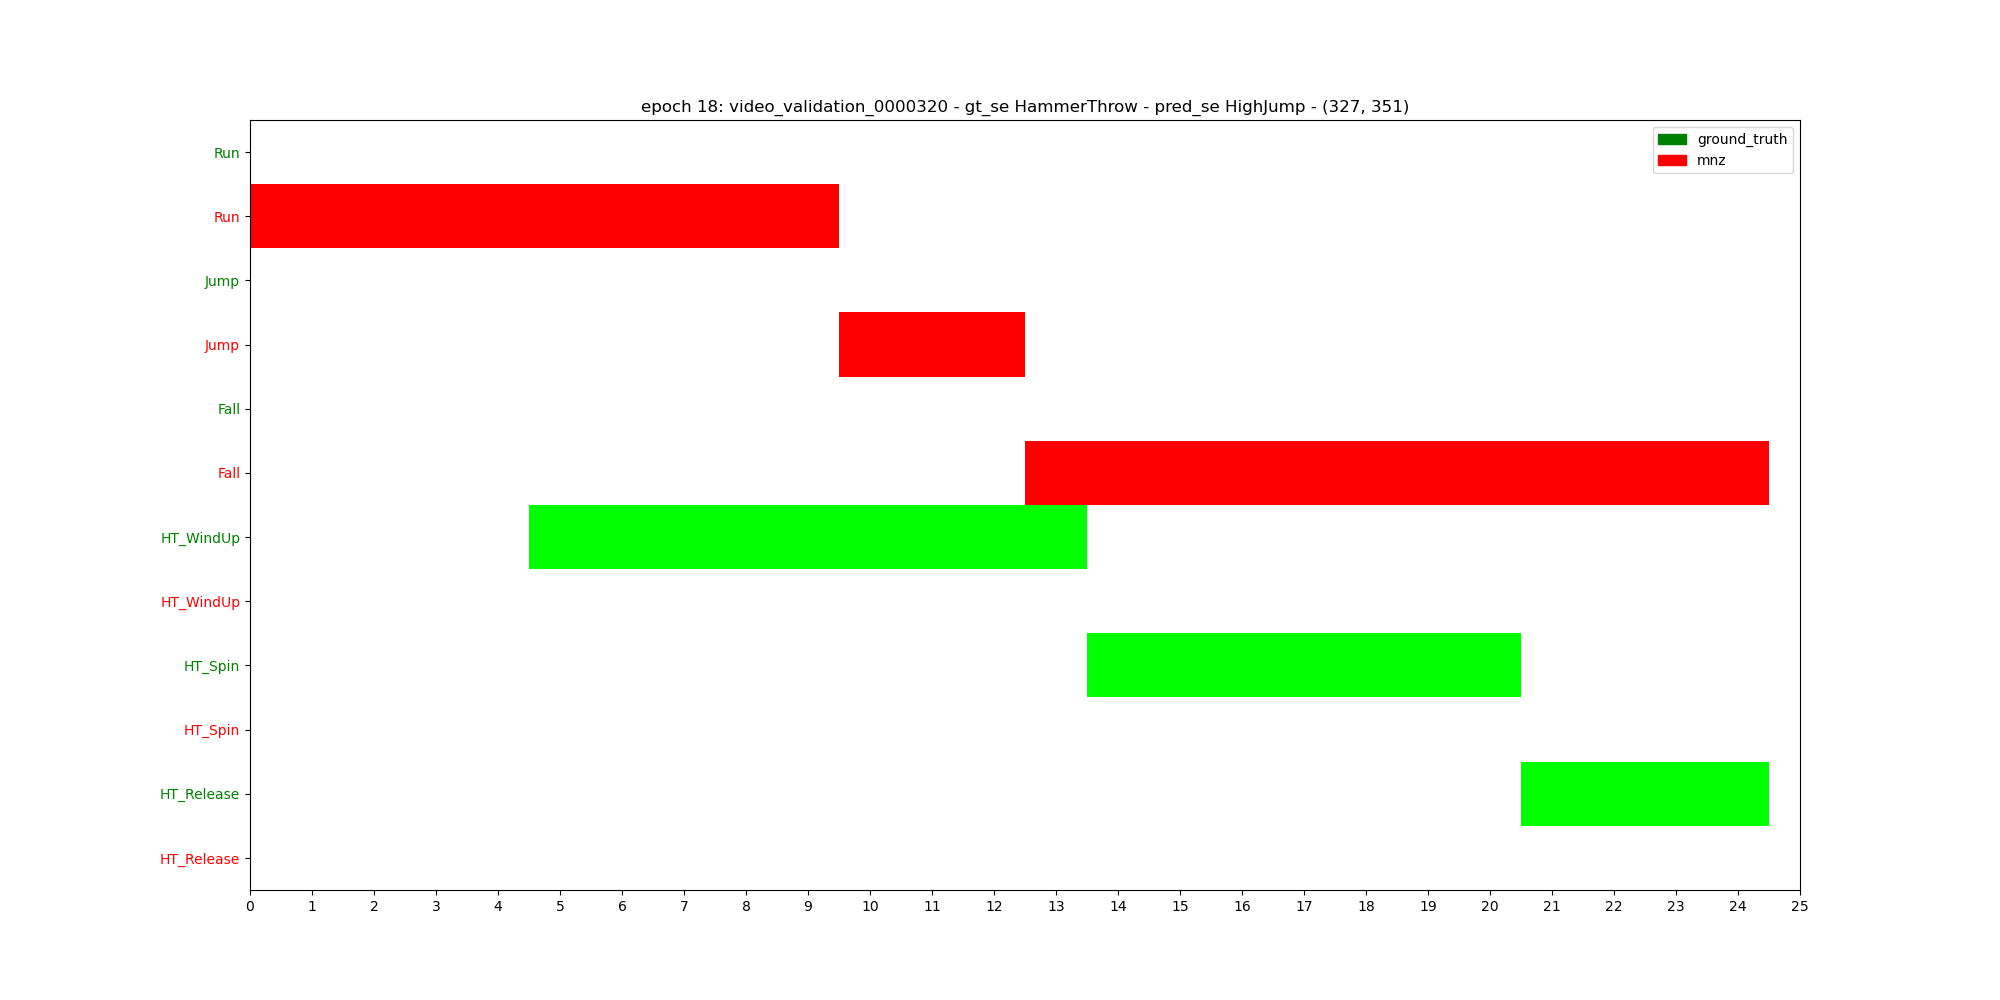 epoch 18: video_validation_0000320 - gt_se HammerThrow - pred_se HighJump - (327, 351)
ground_truth
mnz
Run
Run
Jump
Jump
Fall
Fall
HT_WindUp
HT_WindUp
HT_Spin
HT_Spin
HT_Release
HT_Release
0 1 2 3 4 5 6 7 8 9 10 11 12 13 14 15 16 17 18 19 20 21 22 23 24 25